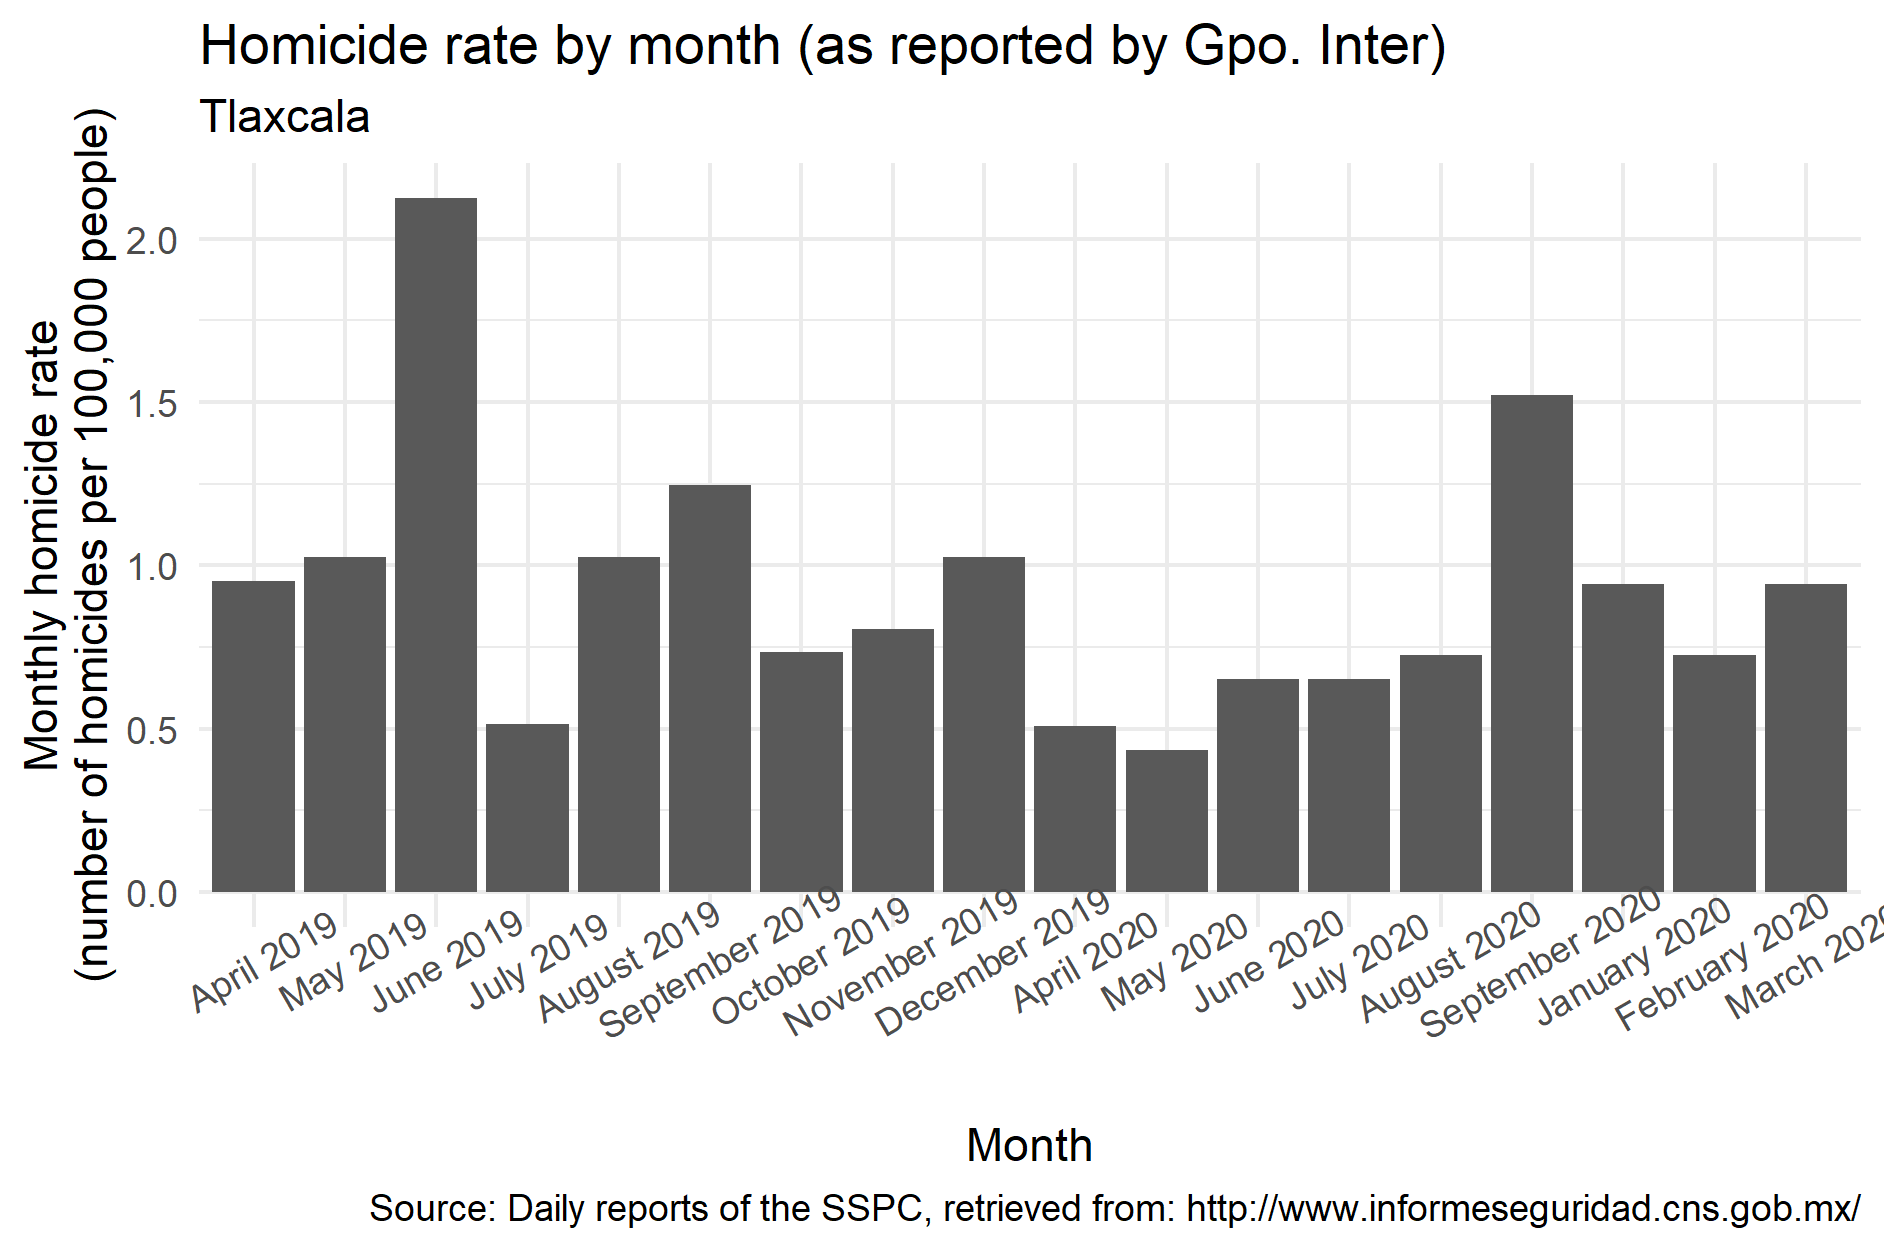 Homicide rate by month (as reported by Gpo. Inter)
Tlaxcala
Monthly homicide rate
(number of homicides per 100,000 people)
2.0
1.5
1.0
0.5
0.0
April 2019
May 2019
June 2019
July 2019
August 2019
September 2019
October 2019
November 2019
December 2019
April 2020
May 2020
June 2020
July 2020
August 2020
September 2020
January 2020
February 2020
March 2020
Month
Source: Daily reports of the SSPC, retrieved from: http://www.informeseguridad.cns.gob.mx/